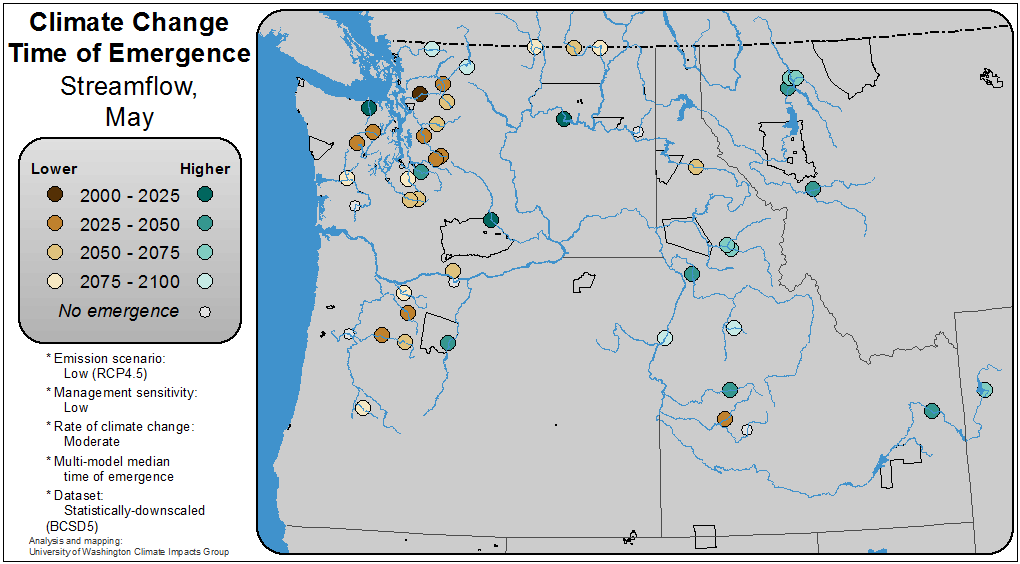 Climate Change
Time of Emergence
Streamflow,
May
Lower Higher
2000 - 2025
2025 - 2050
2050 - 2075
2075 - 2100
No emergence
* Emission scenario:
Low (RCP4.5)
* Management sensitivity:
Low
* Rate of climate change:
Moderate
* Multi-model median
time of emergence
* Dataset:
Statistically-downscaled
(BCSD5)
Analysis and mapping:
University of Washington Climate Impacts Group